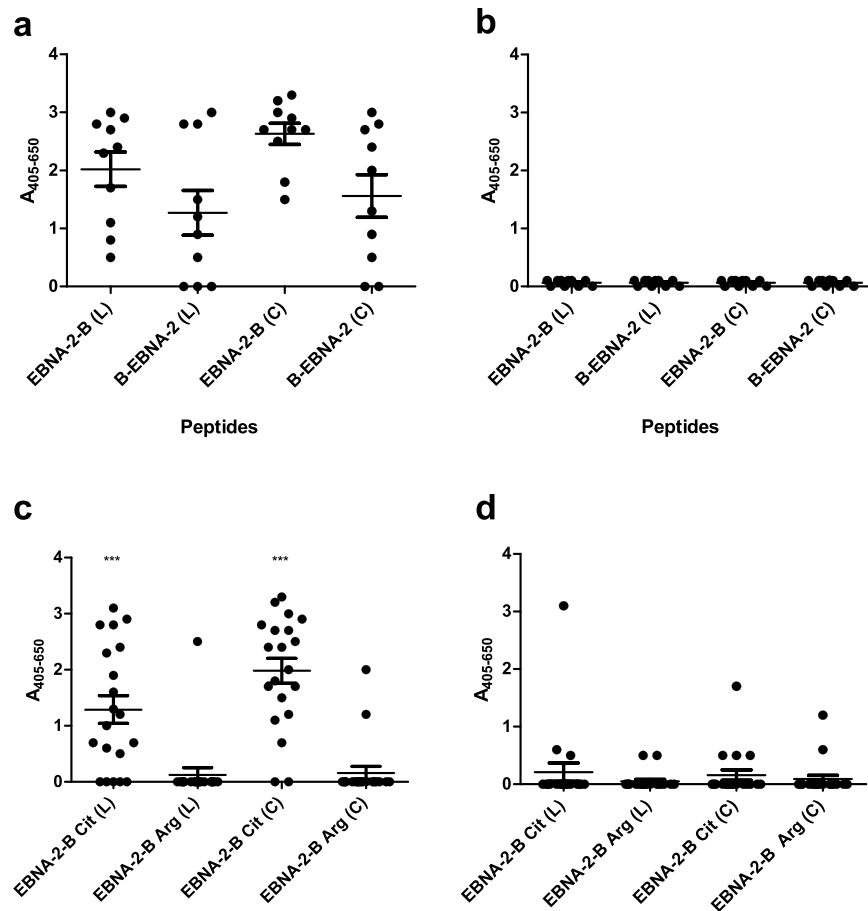 a
4
3
2
1
0
A405-650
EBNA-2-B (L)
B-EBNA-2 (L)
EBNA-2-B (C)
B-EBNA-2 (C)
Peptides
b
4
3
2
1
0
A405-650
EBNA-2-B (L)
B-EBNA-2 (L)
EBNA-2-B (C)
B-EBNA-2 (C)
Peptides
c
4
3
2
1
0
A405-650
***
***
EBNA-2-B Cit (L)
EBNA-2-B Arg (L)
EBNA-2-B Cit (C)
EBNA-2-B Arg (C)
d
4
3
2
1
0
A405-650
EBNA-2-B Cit (L)
EBNA-2-B Arg (L)
EBNA-2-B Cit (C)
EBNA-2-B Arg (C)